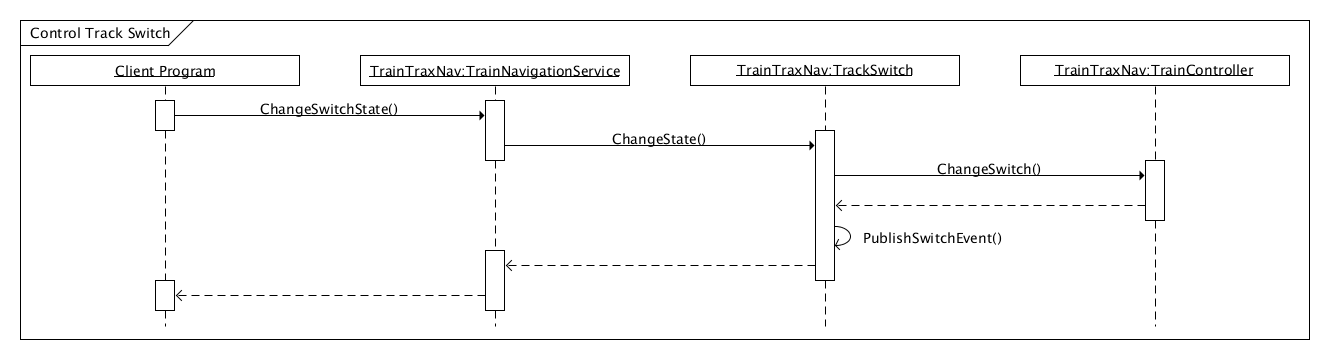 Control Track Switch
Client Program
TrainTraxNav:TrainNavigationService
TrainTraxNav:TrackSwitch
TrainTraxNav:TrainController
ChangeSwitchState()
ChangeState()
ChangeSwitch()
PublishSwitchEvent()